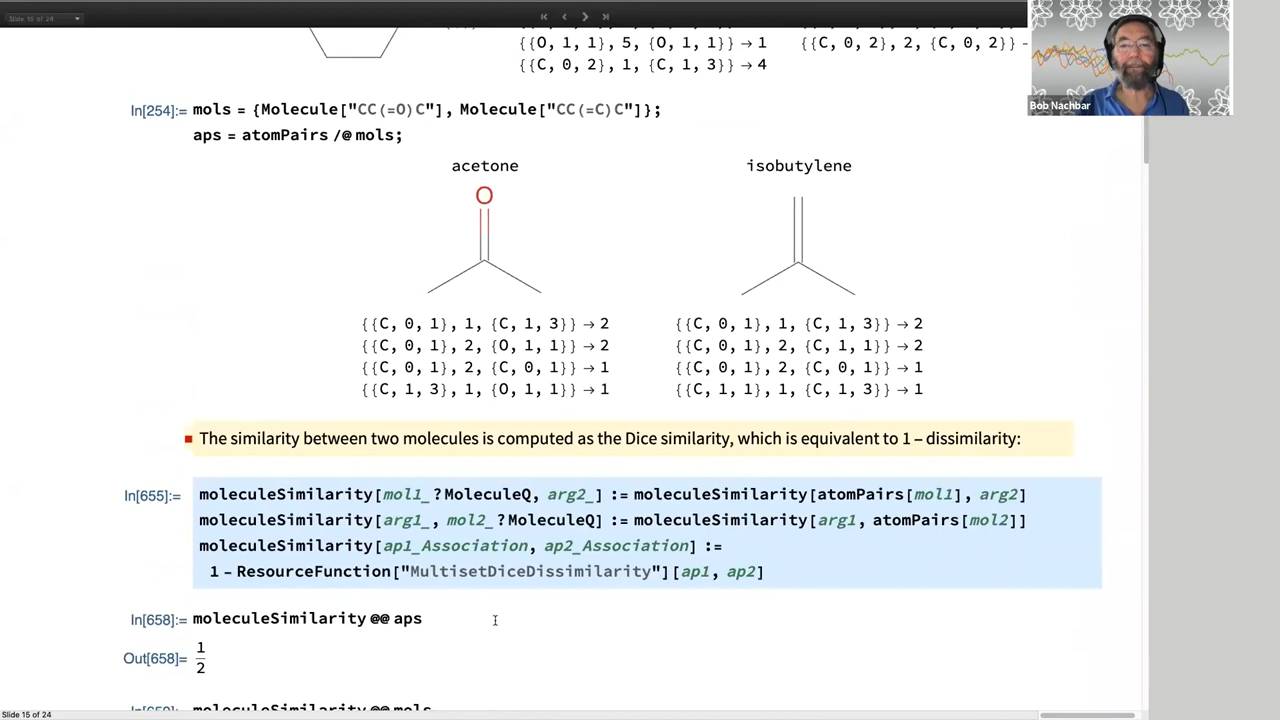 Slide 15 of 24
{{O, 1, 1}, 5, {O, 1, 1}} → 1
{{C, 0, 2}, 2, {C, 0, 2}} →
{{C, 0, 2}, 1, {C, 1, 3}} → 4
Bob Nachbar
In[254]:= mols = {Molecule["CC(=O)C"], Molecule["CC(=C)C"]};
aps = atomPairs /@ mols;
acetone
isobutylene
O
{{C, 0, 1}, 1, {C, 1, 3}} → 2
{{C, 0, 1}, 2, {O, 1, 1}} → 2
{{C, 0, 1}, 2, {C, 0, 1}} → 1
{{C, 1, 3}, 1, {O, 1, 1}} → 1
{{C, 0, 1}, 1, {C, 1, 3}} → 2
{{C, 0, 1}, 2, {C, 1, 1}} → 2
{{C, 0, 1}, 2, {C, 0, 1}} → 1
{{C, 1, 1}, 1, {C, 1, 3}} → 1
The similarity between two molecules is computed as the Dice similarity, which is equivalent to 1 – dissimilarity:
In[655]:= moleculeSimilarity[mol1_?MoleculeQ, arg2_] := moleculeSimilarity[atomPairs[mol1], arg2]
moleculeSimilarity[arg1_, mol2_?MoleculeQ] := moleculeSimilarity[arg1, atomPairs[mol2]]
moleculeSimilarity[ap1_Association, ap2_Association] :=
1 – ResourceFunction["MultisetDiceDissimilarity"][ap1, ap2]
In[658]:= moleculeSimilarity @@ aps
Out[658]= 1
2
moleculeSimilarity @@ mols
Slide 15 of 24